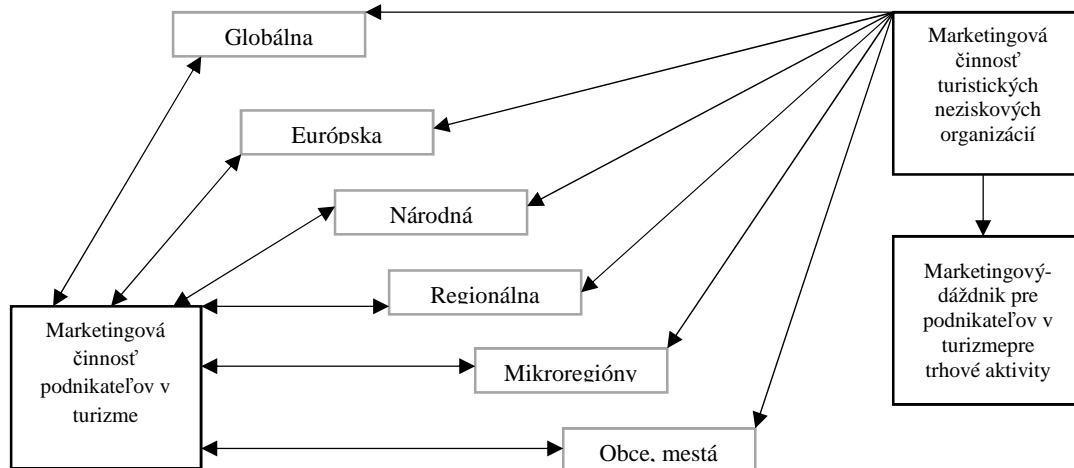 Globálna
Marketingová
činnosť
turistických
neziskových
organizácií
Európska
Národná
Regionálna
Marketingový-
dáždnik pre
podnikateľov v
turizmepre
trhové aktivity
Marketingová
činnosť
podnikateľov v
turizme
Mikroregióny
Obce, mestá